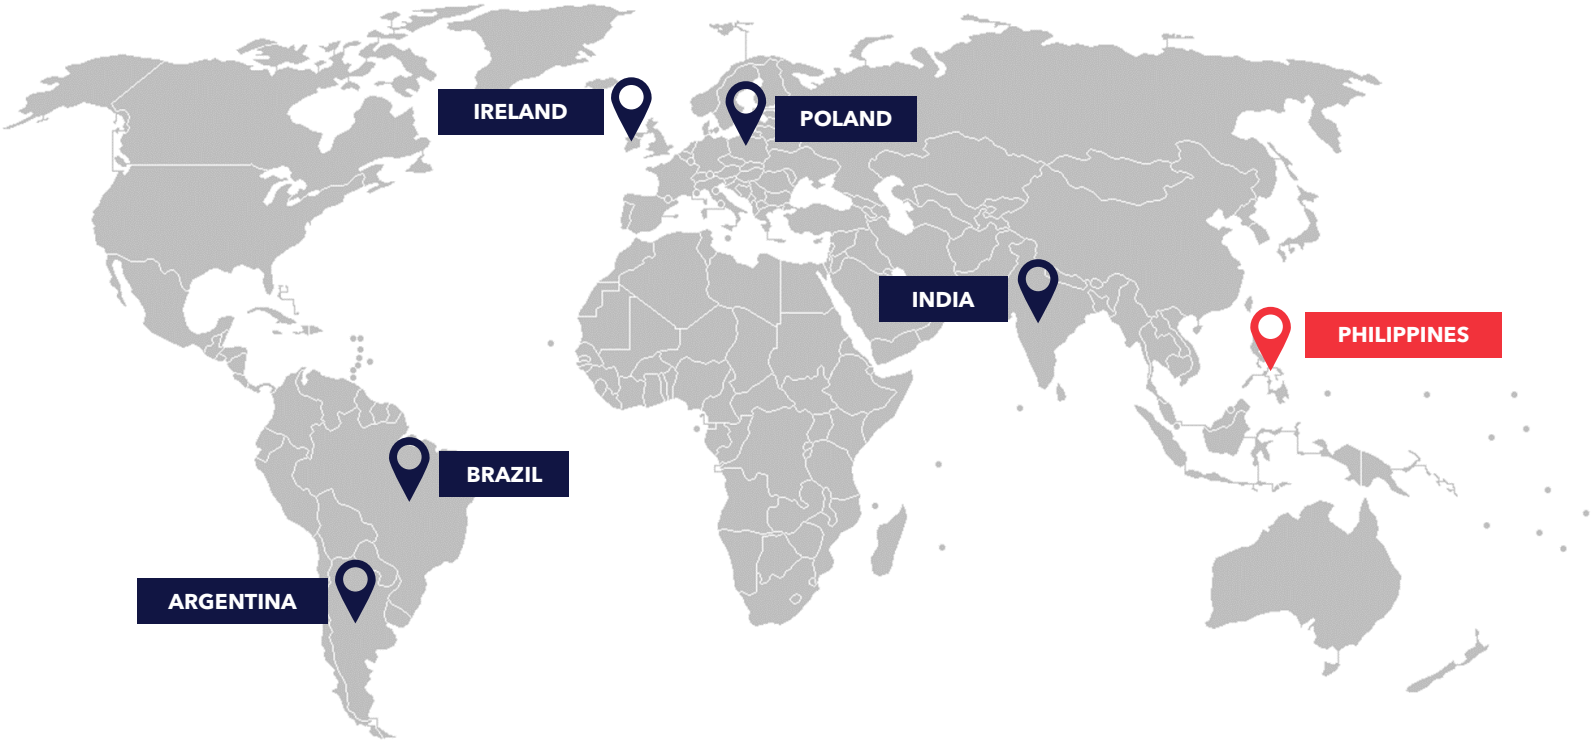 IRELAND
POLAND
INDIA
PHILIPPINES
BRAZIL
ARGENTINA